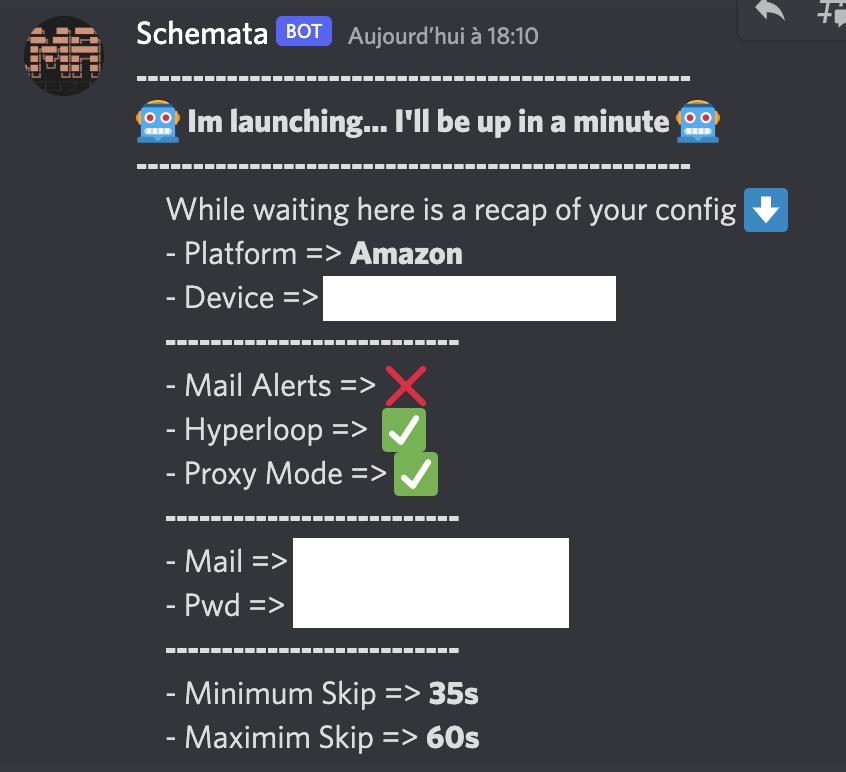 Schemata BOT Aujourd'hui à 18:10
-------------------------------------------------
🤖 Im launching... I'll be up in a minute 🤖
-------------------------------------------------
While waiting here is a recap of your config ⬇️
- Platform => Amazon
- Device =>
--------------------------
- Mail Alerts => ❌
- Hyperloop => ✅
- Proxy Mode => ✅
--------------------------
- Mail =>
- Pwd =>
--------------------------
- Minimum Skip => 35s
- Maximim Skip => 60s